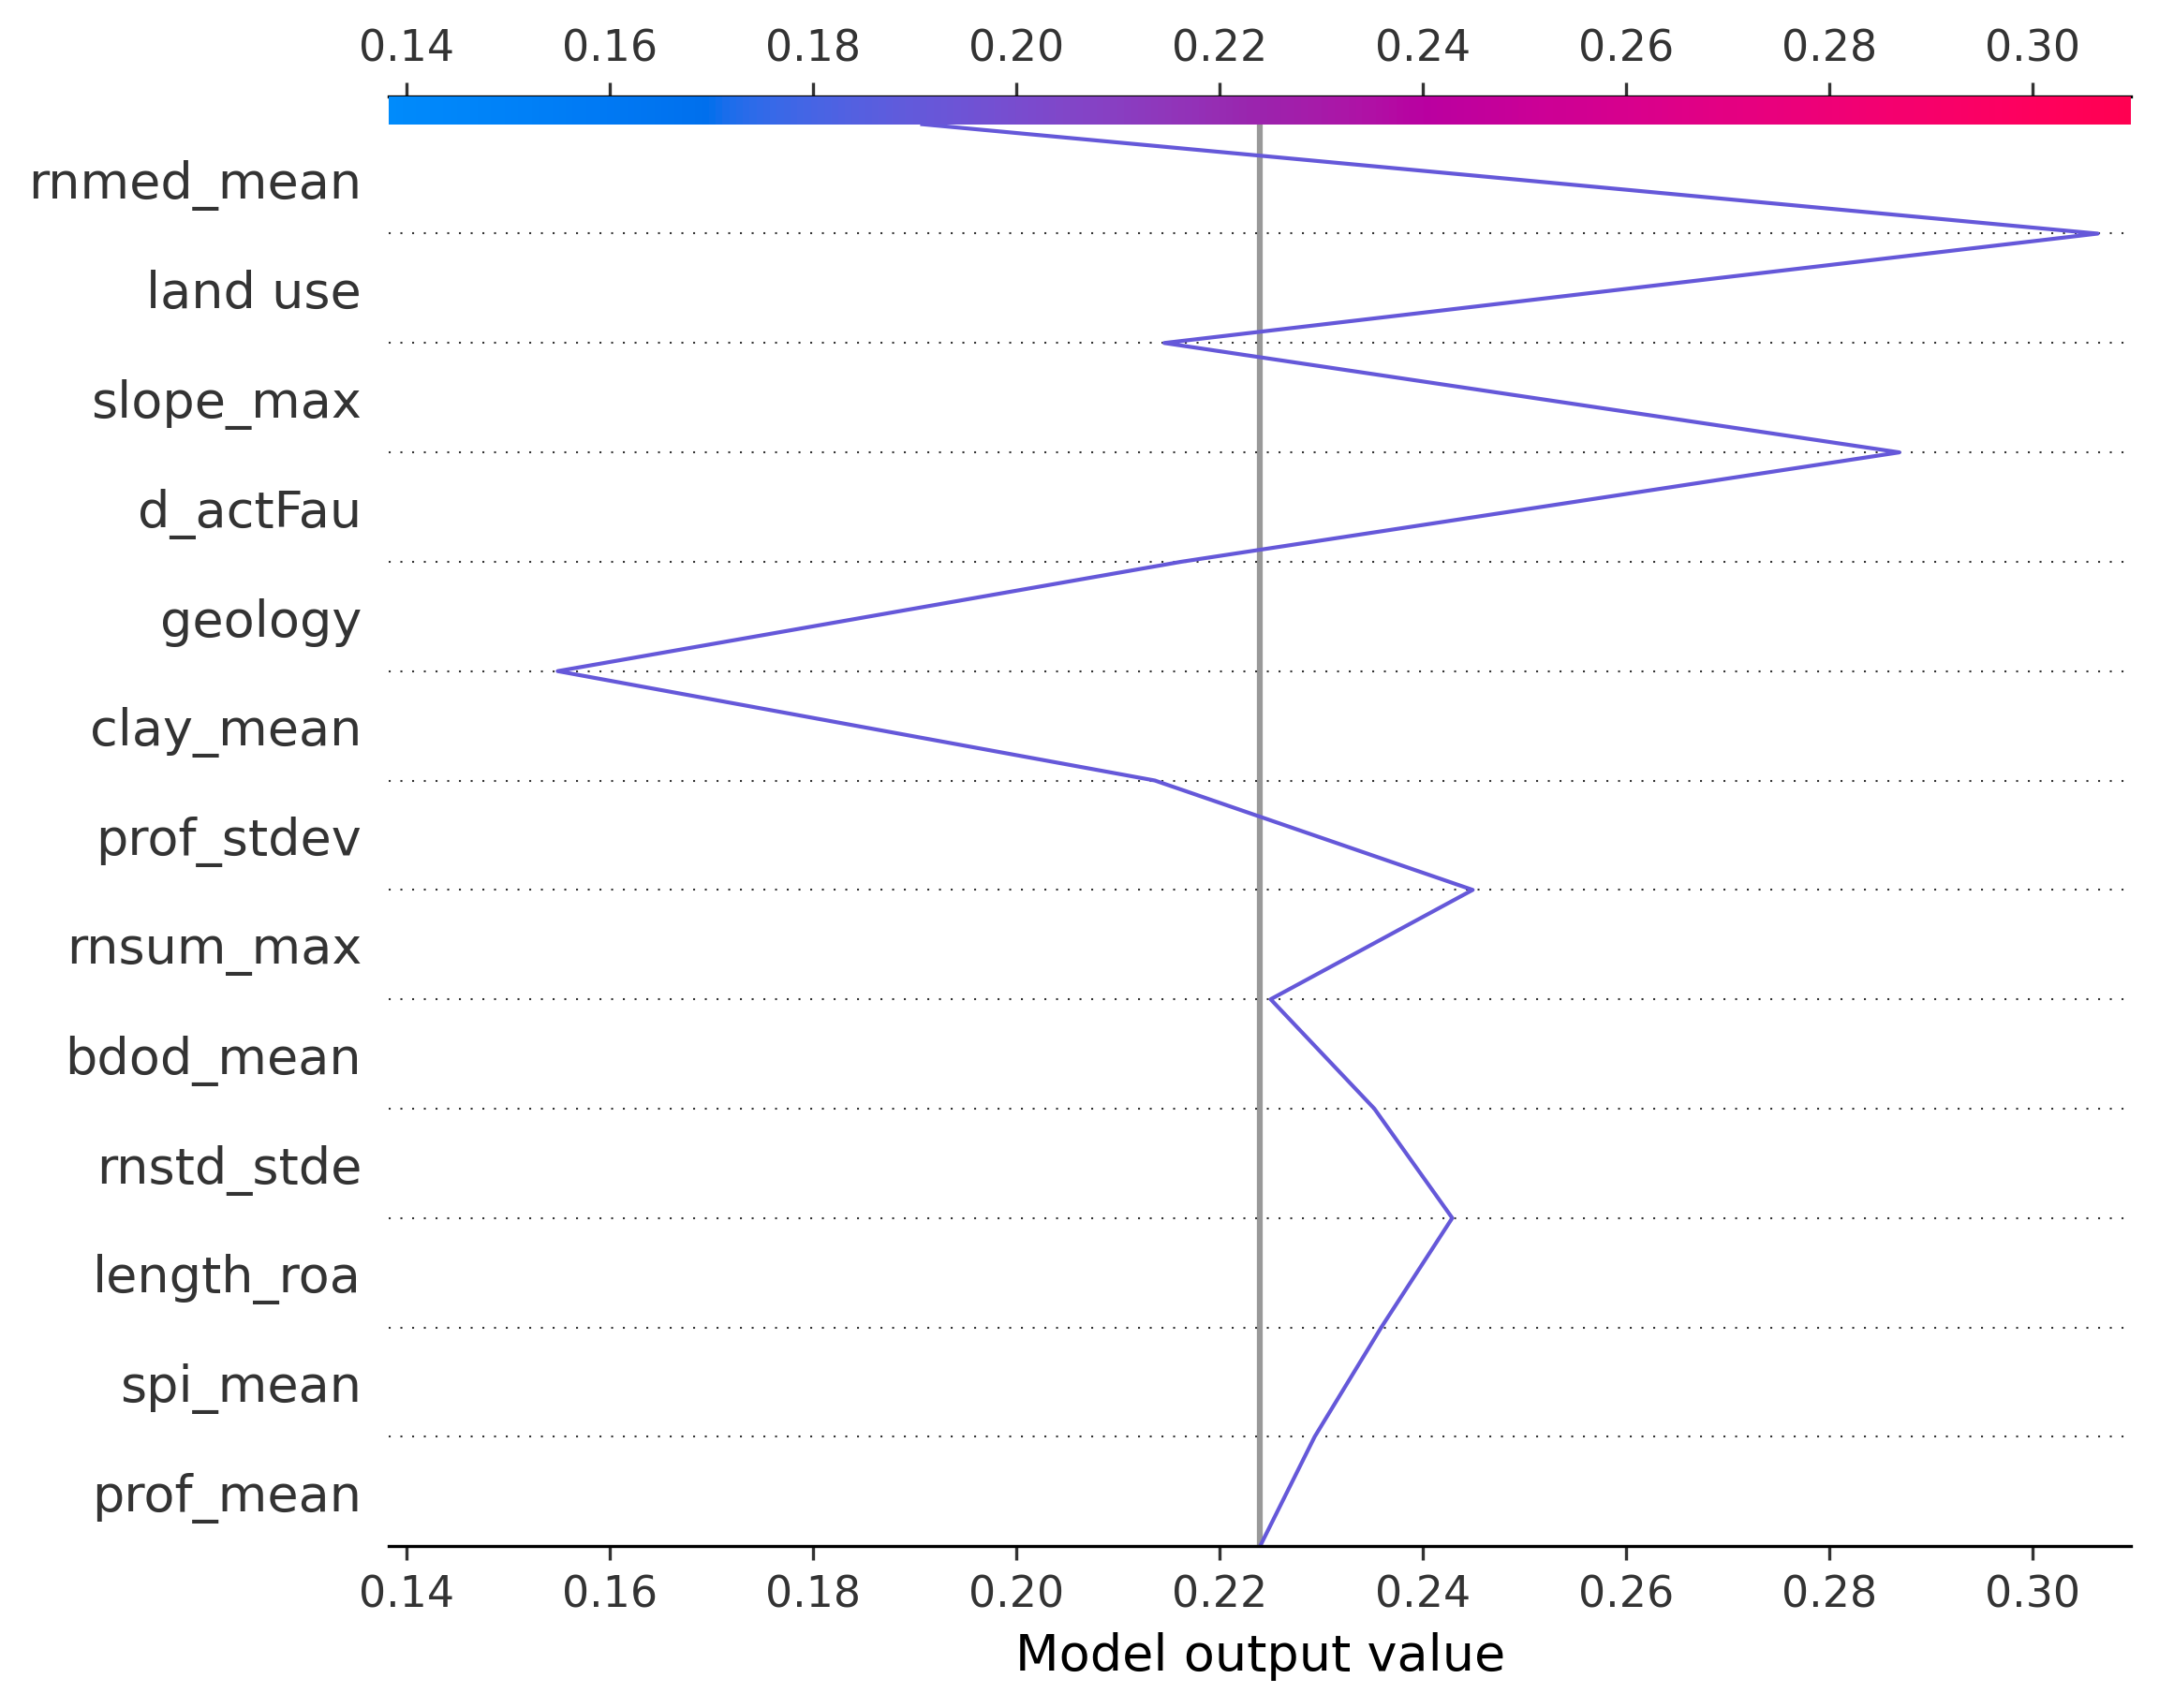 0.14 0.16 0.18 0.20 0.22 0.24 0.26 0.28 0.30
rnmed_mean
land use
slope_max
d_actFau
geology
clay_mean
prof_stdev
rnsum_max
bdod_mean
rnstd_stde
length_roa
spi_mean
prof_mean
0.14 0.16 0.18 0.20 0.22 0.24 0.26 0.28 0.30
Model output value